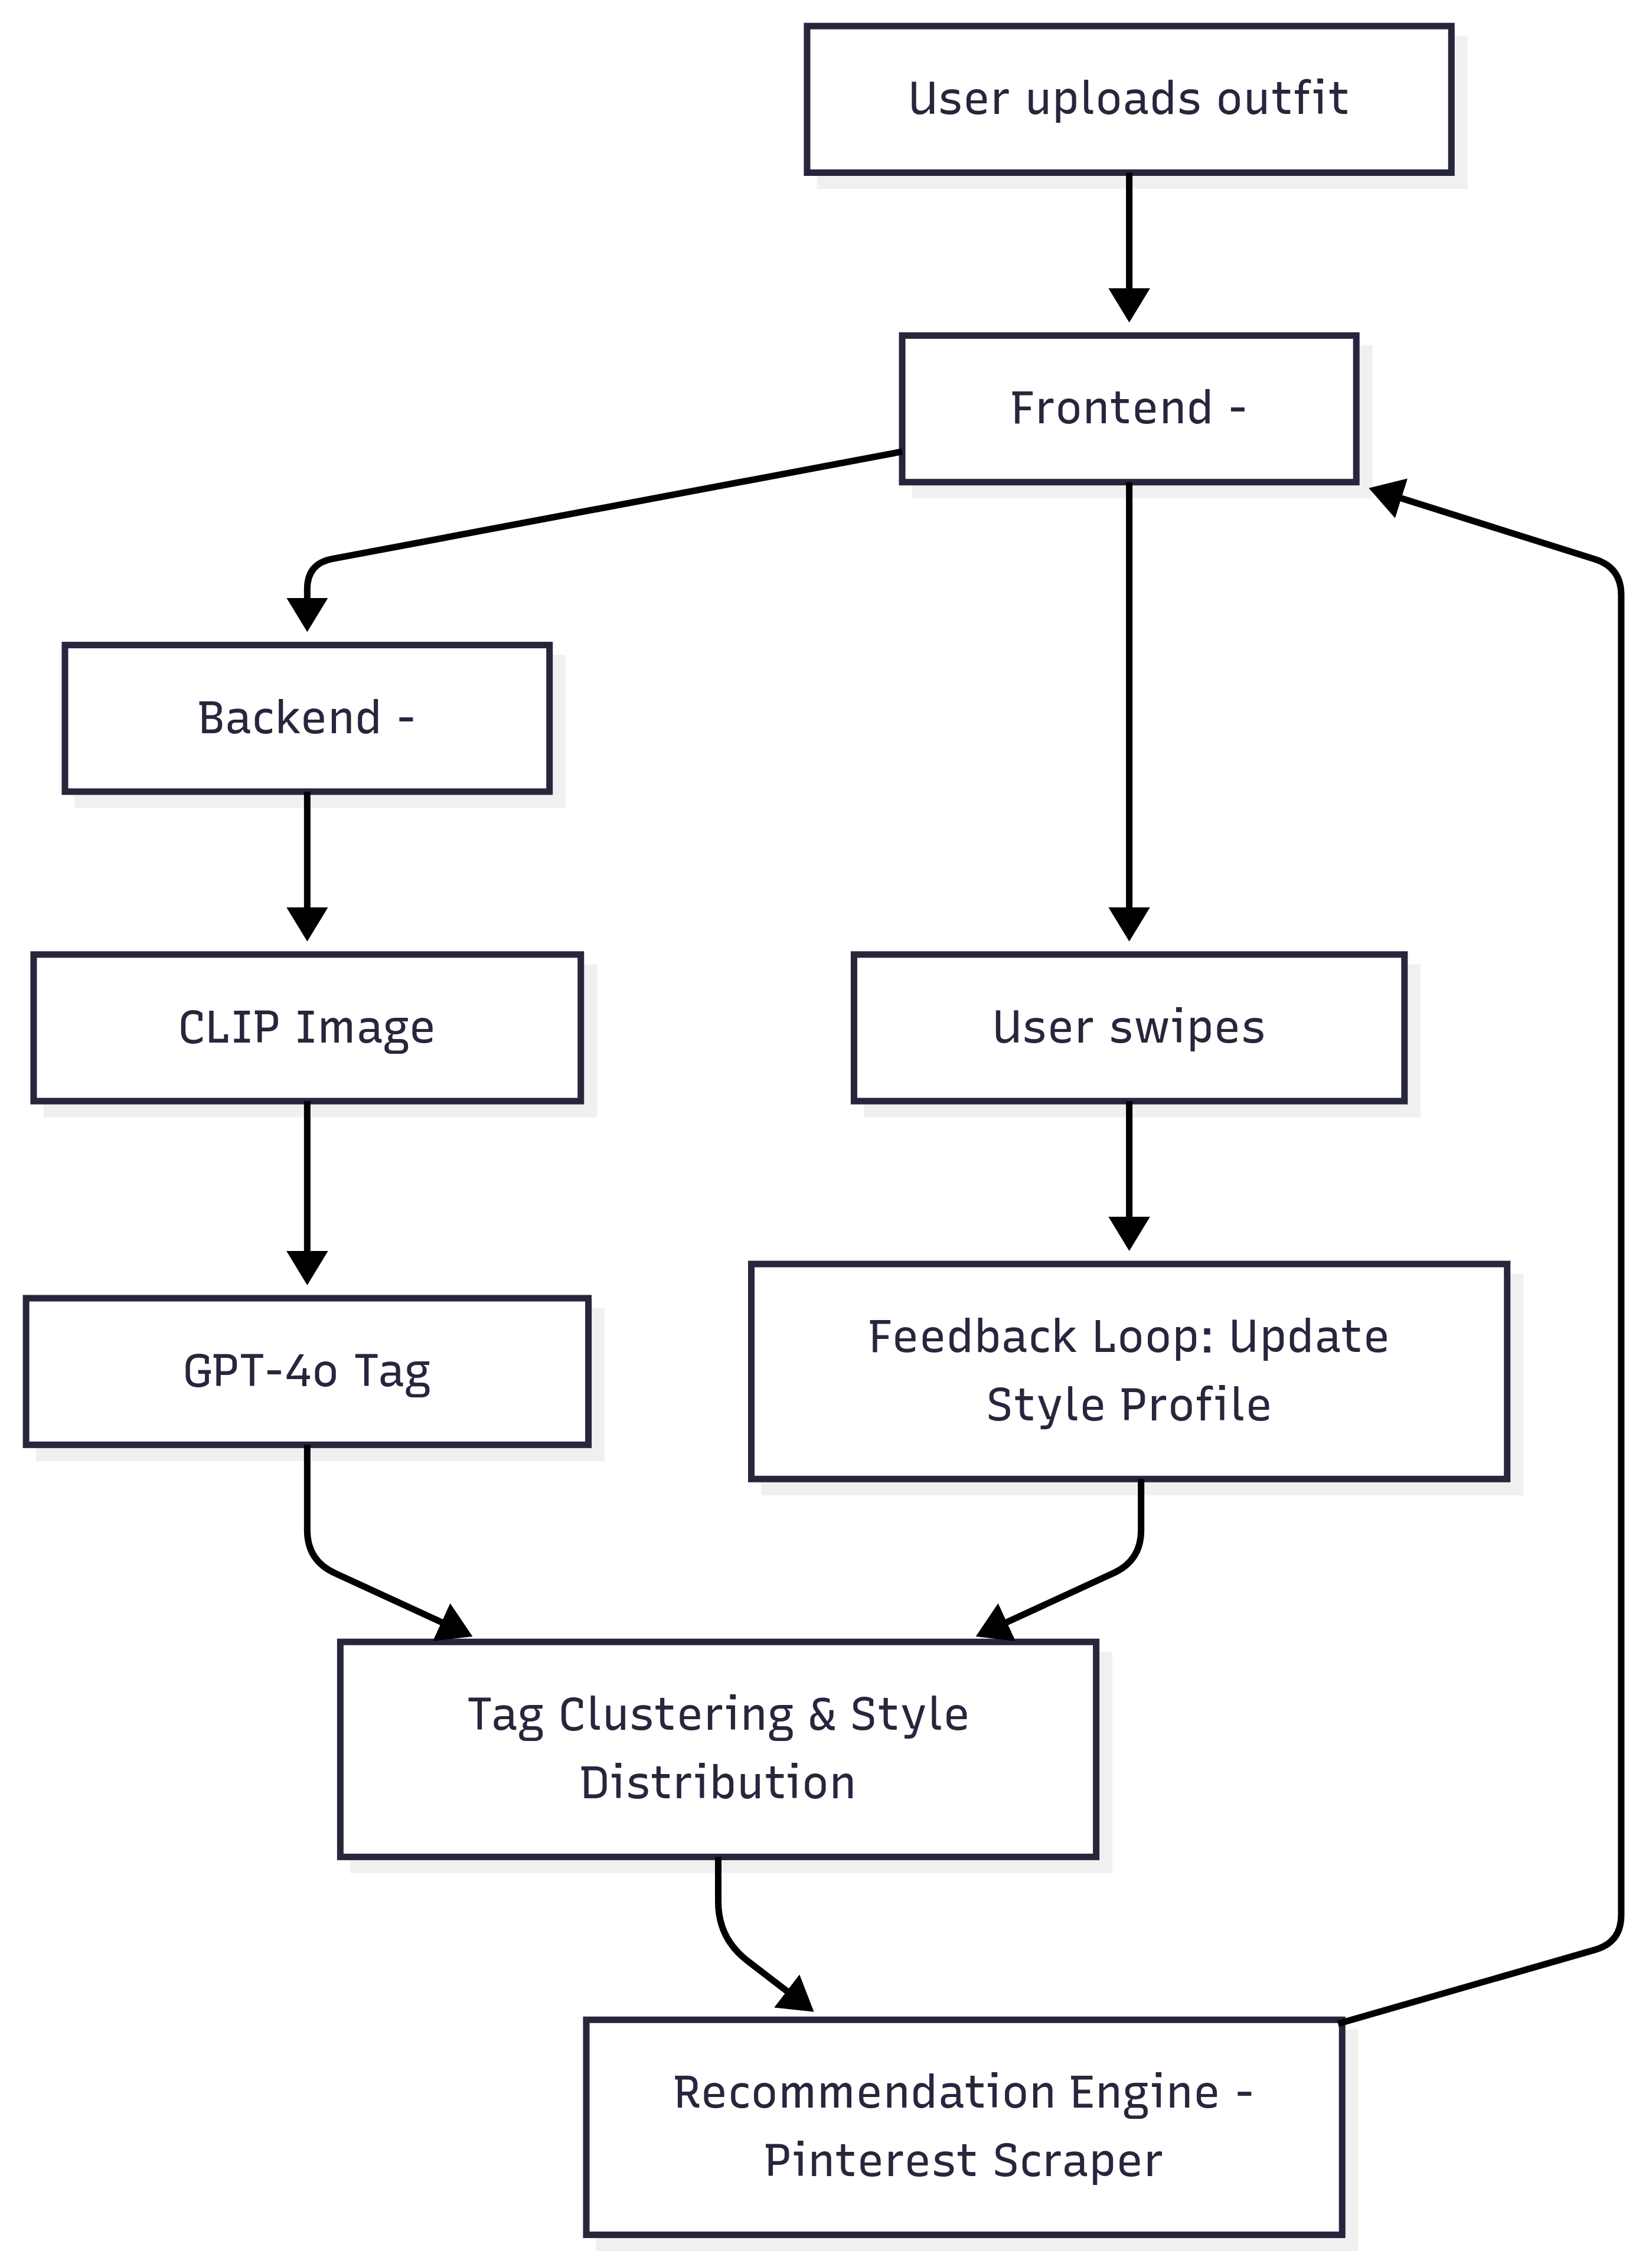 User uploads outfit
Frontend -
Backend -
CLIP Image
User swipes
GPT-4o Tag
Feedback Loop: Update
Style Profile
Tag Clustering & Style
Distribution
Recommendation Engine -
Pinterest Scraper